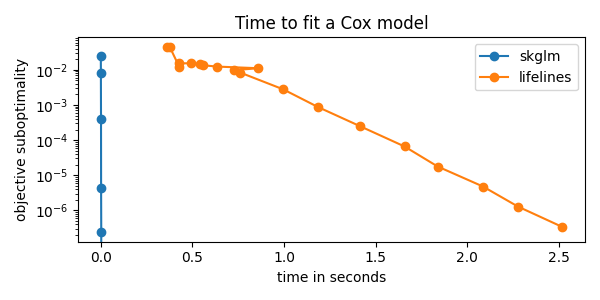 Time to fit a Cox model
objective suboptimality
10⁻²
10⁻³
10⁻⁴
10⁻⁵
10⁻⁶
skglm
lifelines
0.0 0.5 1.0 1.5 2.0 2.5
time in seconds